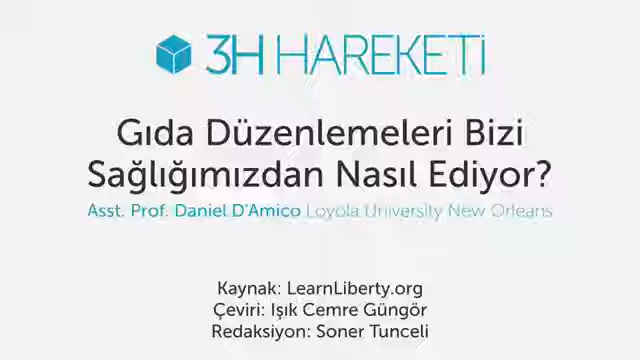 3H HAREKETİ
Gıda Düzenlemeleri Bizi
Sağlığımızdan Nasıl Ediyor?
Asst. Prof. Daniel D'Amico Loyola University New Orleans
Kaynak: LearnLiberty.org
Çeviri: Işık Cemre Güngör
Redaksiyon: Soner Tunceli